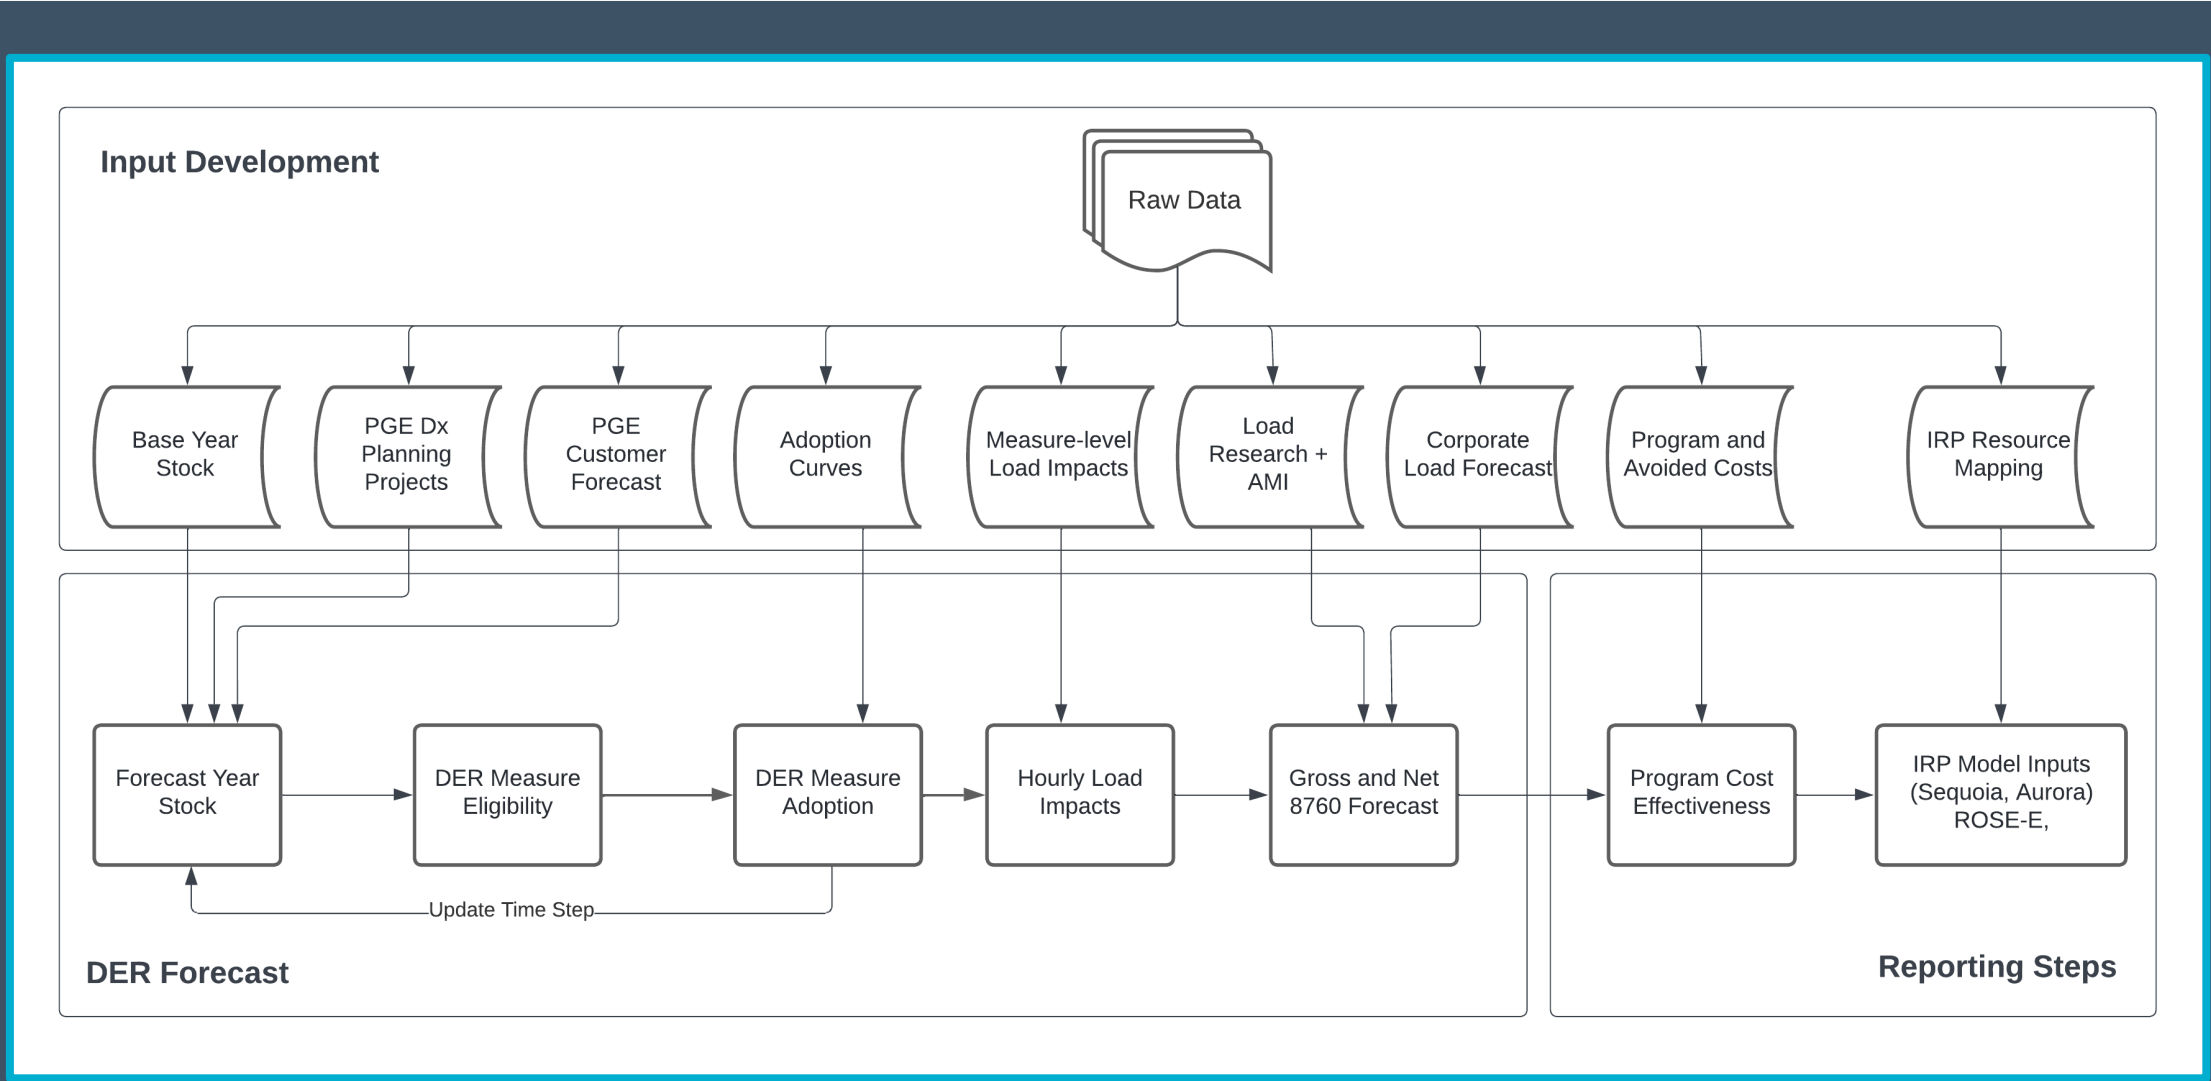 Input Development
Raw Data
Base Year
Stock
PGE Dx
Planning
Projects
PGE
Customer
Forecast
Adoption
Curves
Measure-level
Load Impacts
Load
Research +
AMI
Corporate
Load Forecast
Program and
Avoided Costs
IRP Resource
Mapping
Forecast Year
Stock
DER Measure
Eligibility
DER Measure
Adoption
Hourly Load
Impacts
Gross and Net
8760 Forecast
Program Cost
Effectiveness
IRP Model Inputs
(Sequoia, Aurora)
ROSE-E,
Update Time Step
DER Forecast
Reporting Steps